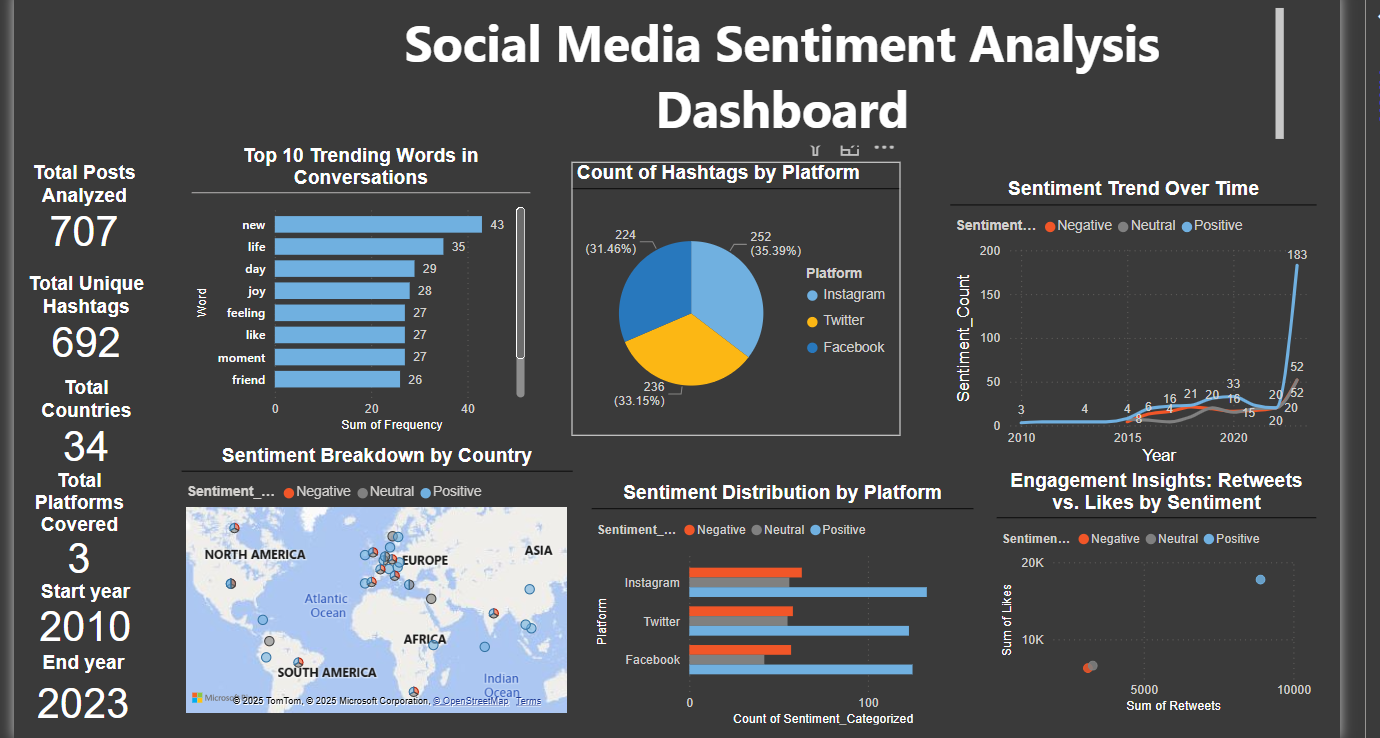 Social Media Sentiment Analysis
Dashboard
Total Posts
Analyzed
707
Total Unique
Hashtags
692
Total
Countries
34
Total
Platforms
Covered
3
Start year
2010
End year
2023
Top 10 Trending Words in
Conversations
Word
new 43
life 35
day 29
joy 28
feeling 27
like 27
moment 27
friend 26
0 20 40
Sum of Frequency
Count of Hashtags by Platform
224
(31.46%)
252
(35.39%)
236
(33.15%)
Platform
Instagram
Twitter
Facebook
Sentiment Trend Over Time
Sentiment... Negative Neutral Positive
Sentiment_Count
200
150
100
50
0
183
52
52
3 4 4 8 6 16 4 21 20 33 16 15 20 20 20
2010 2015 2020
Year
Sentiment Breakdown by Country
Sentiment_... Negative Neutral Positive
NORTH AMERICA
EUROPE
ASIA
Atlantic
Ocean
AFRICA
SOUTH AMERICA
Indian
Ocean
Microsoft
© 2025 TomTom, © 2025 Microsoft Corporation, © OpenStreetMap Terms
Sentiment Distribution by Platform
Sentiment_... Negative Neutral Positive
Platform
Instagram
Twitter
Facebook
0 100
Count of Sentiment_Categorized
Engagement Insights: Retweets
vs. Likes by Sentiment
Sentimen... Negative Neutral Positive
Sum of Likes
20K
10K
5000 10000
Sum of Retweets